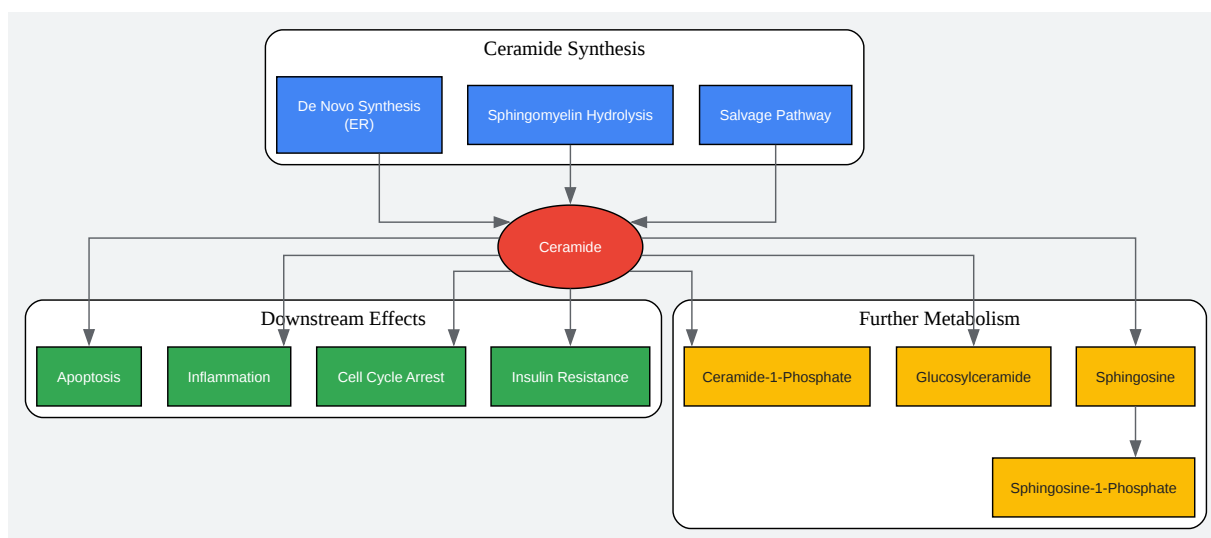 Ceramide Synthesis
De Novo Synthesis
(ER)
Sphingomyelin Hydrolysis
Salvage Pathway
Ceramide
Downstream Effects
Apoptosis
Inflammation
Cell Cycle Arrest
Insulin Resistance
Further Metabolism
Ceramide-1-Phosphate
Glucosylceramide
Sphingosine
Sphingosine-1-Phosphate